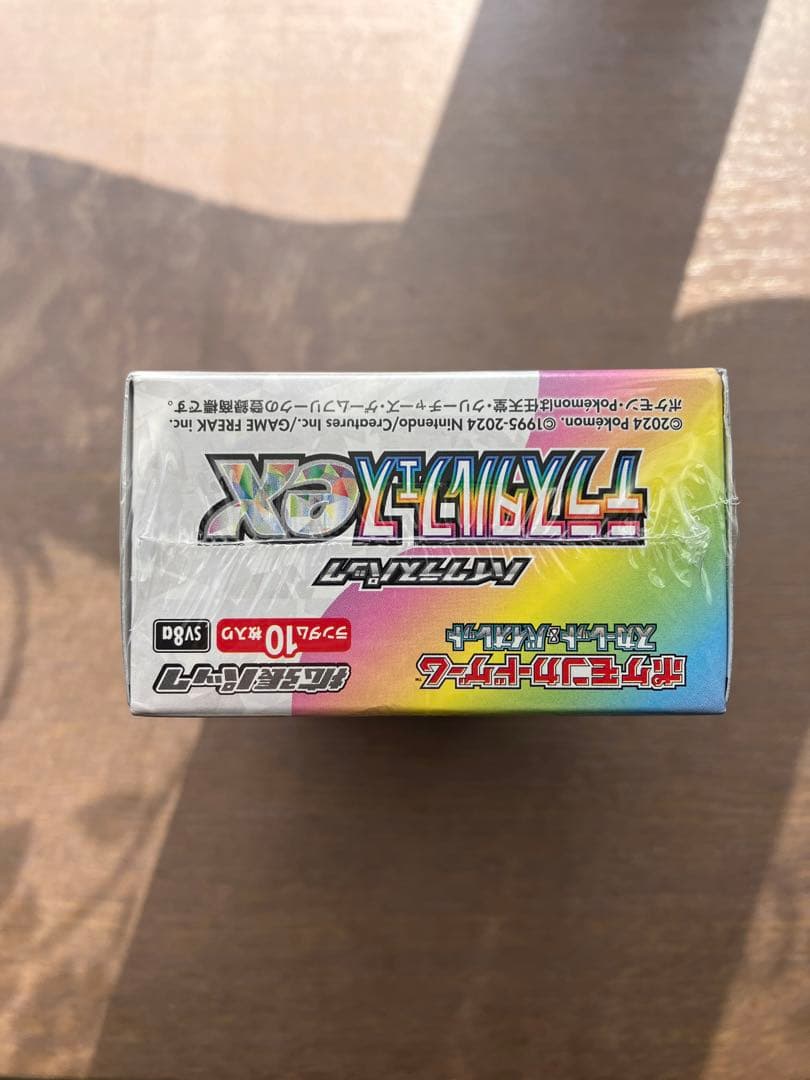 ポケモンカードゲーム™ 拡張パック
スカーレット&バイオレット ランダム10枚入り SV8a
ハイクラスパック
テラスタルフェスex
©2024 Pokémon. ©1995-2024 Nintendo/Creatures Inc./GAME FREAK inc.
ポケモン・Pokémonは任天堂・クリーチャーズ・ゲームフリークの登録商標です。